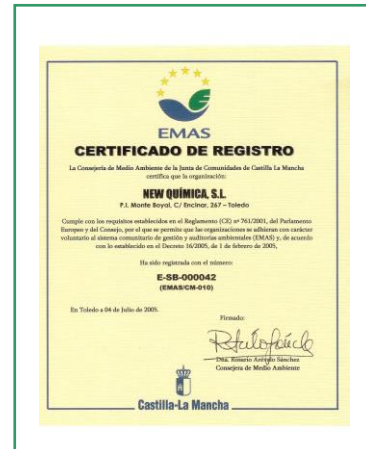 EMAS
CERTIFICADO DE REGISTRO
La Consejería de Medio Ambiente de la Junta de Comunidades de Castilla La Mancha
certifica que la organización:
NEW QUÍMICA, S.L.
P.I. Monte Boyal, C/ Encinar, 267 – Toledo
Cumple con los requisitos establecidos en el Reglamento (CE) nº 761/2001, del Parlamento
Europeo y del Consejo, por el que se permite que las organizaciones se adhieran con carácter
voluntario al sistema comunitario de gestión y auditorías ambientales (EMAS) y, de acuerdo
con lo establecido en el Decreto 16/2005, de 1 de febrero de 2005,
Ha sido registrada con el número:
E-SB-000042
(EMAS/CM-010)
En Toledo a 04 de Julio de 2005.
Firmado:
Dña. Rosario Arévalo Sánchez
Consejera de Medio Ambiente
Castilla-La Mancha